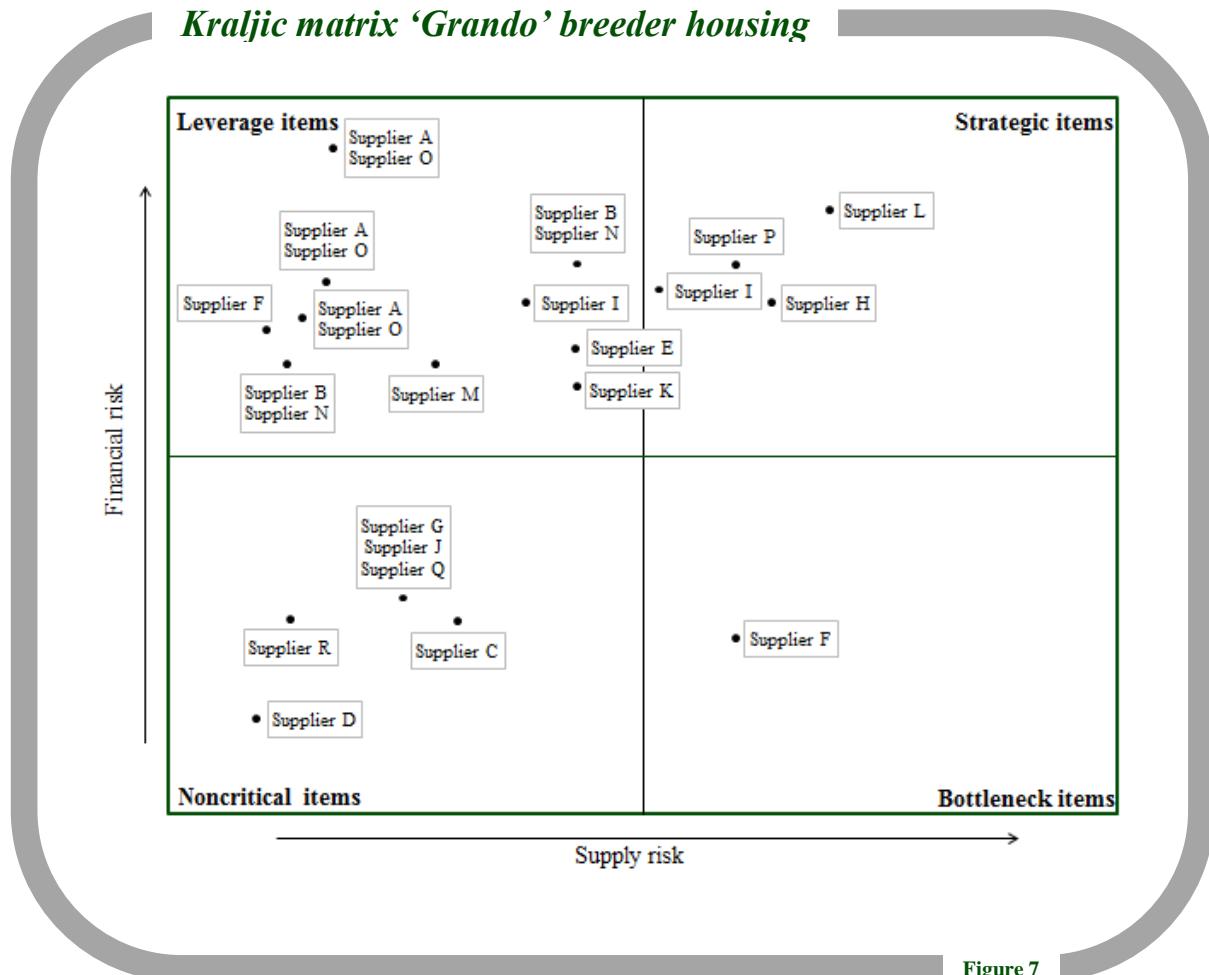 Kraljic matrix ‘Grando’ breeder housing
Leverage items
Strategic items
Supplier A
Supplier O
Supplier L
Supplier B
Supplier N
Supplier A
Supplier O
Supplier P
Supplier F
Supplier A
Supplier O
Supplier I
Supplier I
Supplier H
Supplier E
Supplier B
Supplier N
Supplier M
Supplier K
Financial risk
Supplier G
Supplier J
Supplier Q
Supplier R
Supplier C
Supplier F
Supplier D
Noncritical items
Bottleneck items
Supply risk
Figure 7